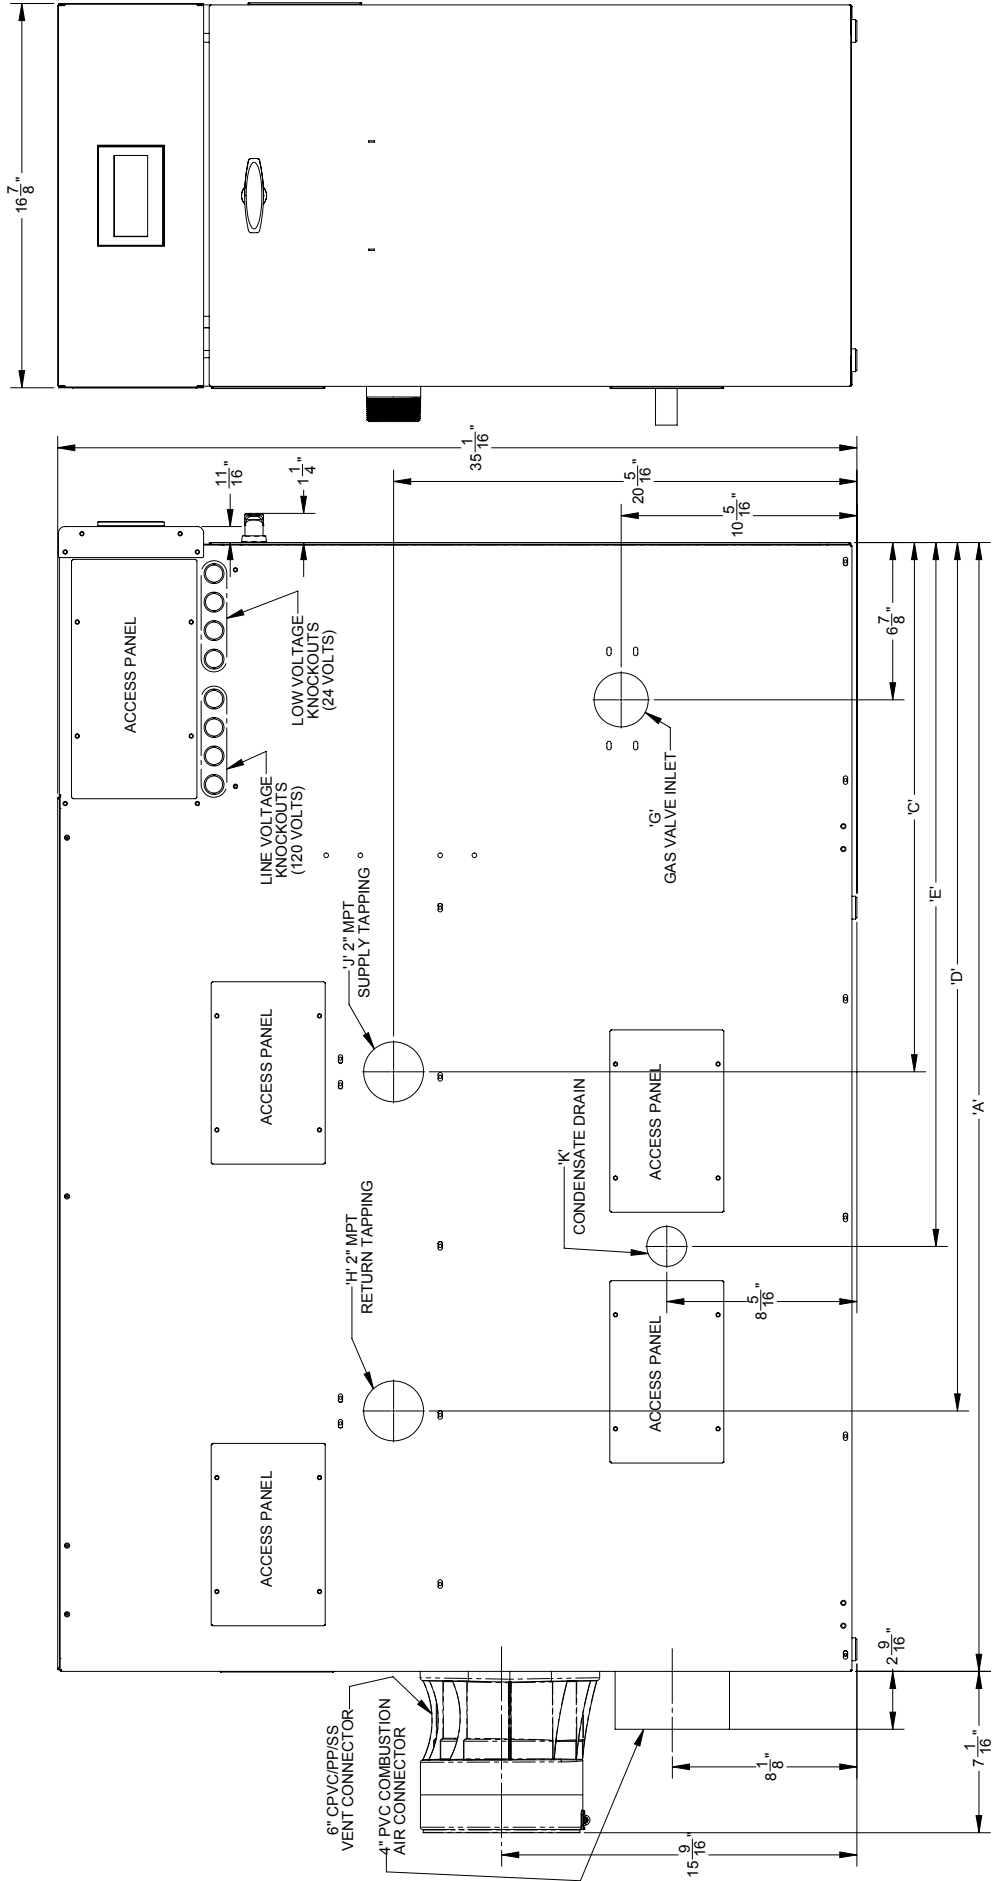 16 7/8"
35 1/16"
11/16"
1 1/4"
20 5/16"
10 5/16"
6 7/8"
ACCESS PANEL
LOW VOLTAGE
KNOCKOUTS
(24 VOLTS)
LINE VOLTAGE
KNOCKOUTS
(120 VOLTS)
'G'
GAS VALVE INLET
'J' 2" MPT
SUPPLY TAPPING
ACCESS PANEL
'K'
CONDENSATE DRAIN
ACCESS PANEL
'H' 2" MPT
RETURN TAPPING
ACCESS PANEL
ACCESS PANEL
8 5/16"
'C'
'E'
'D'
'A'
6" CPVC/PP/SS
VENT CONNECTOR
4" PVC COMBUSTION
AIR CONNECTOR
2 9/16"
8 1/8"
7 1/16"
15 9/16"